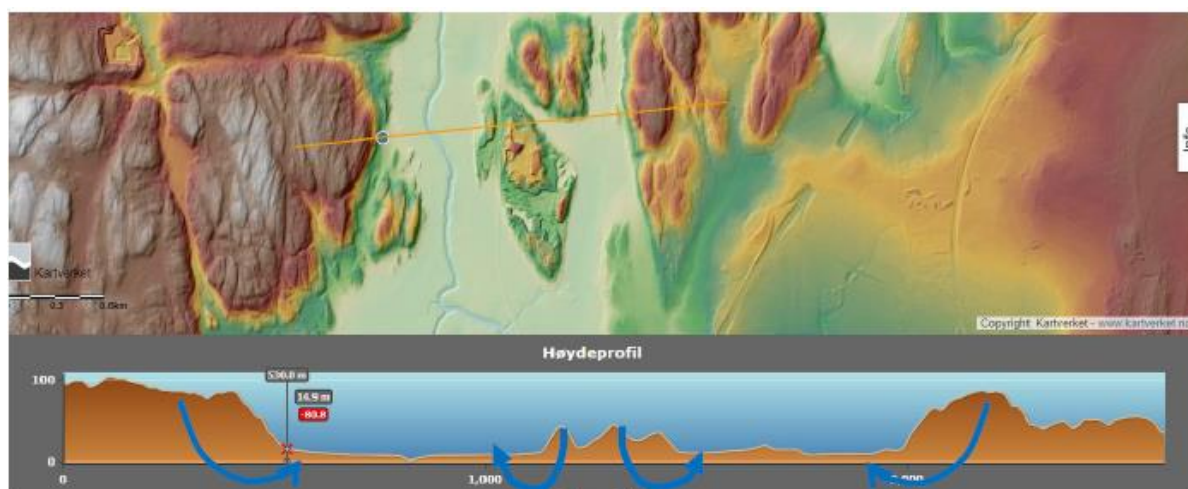 Info
Kartverket
0.3 0.6km
Copyright: Kartverket - www.kartverket.no
Høydeprofil
100
530.0 m
14.9 m
-80.8
0
0 1,000